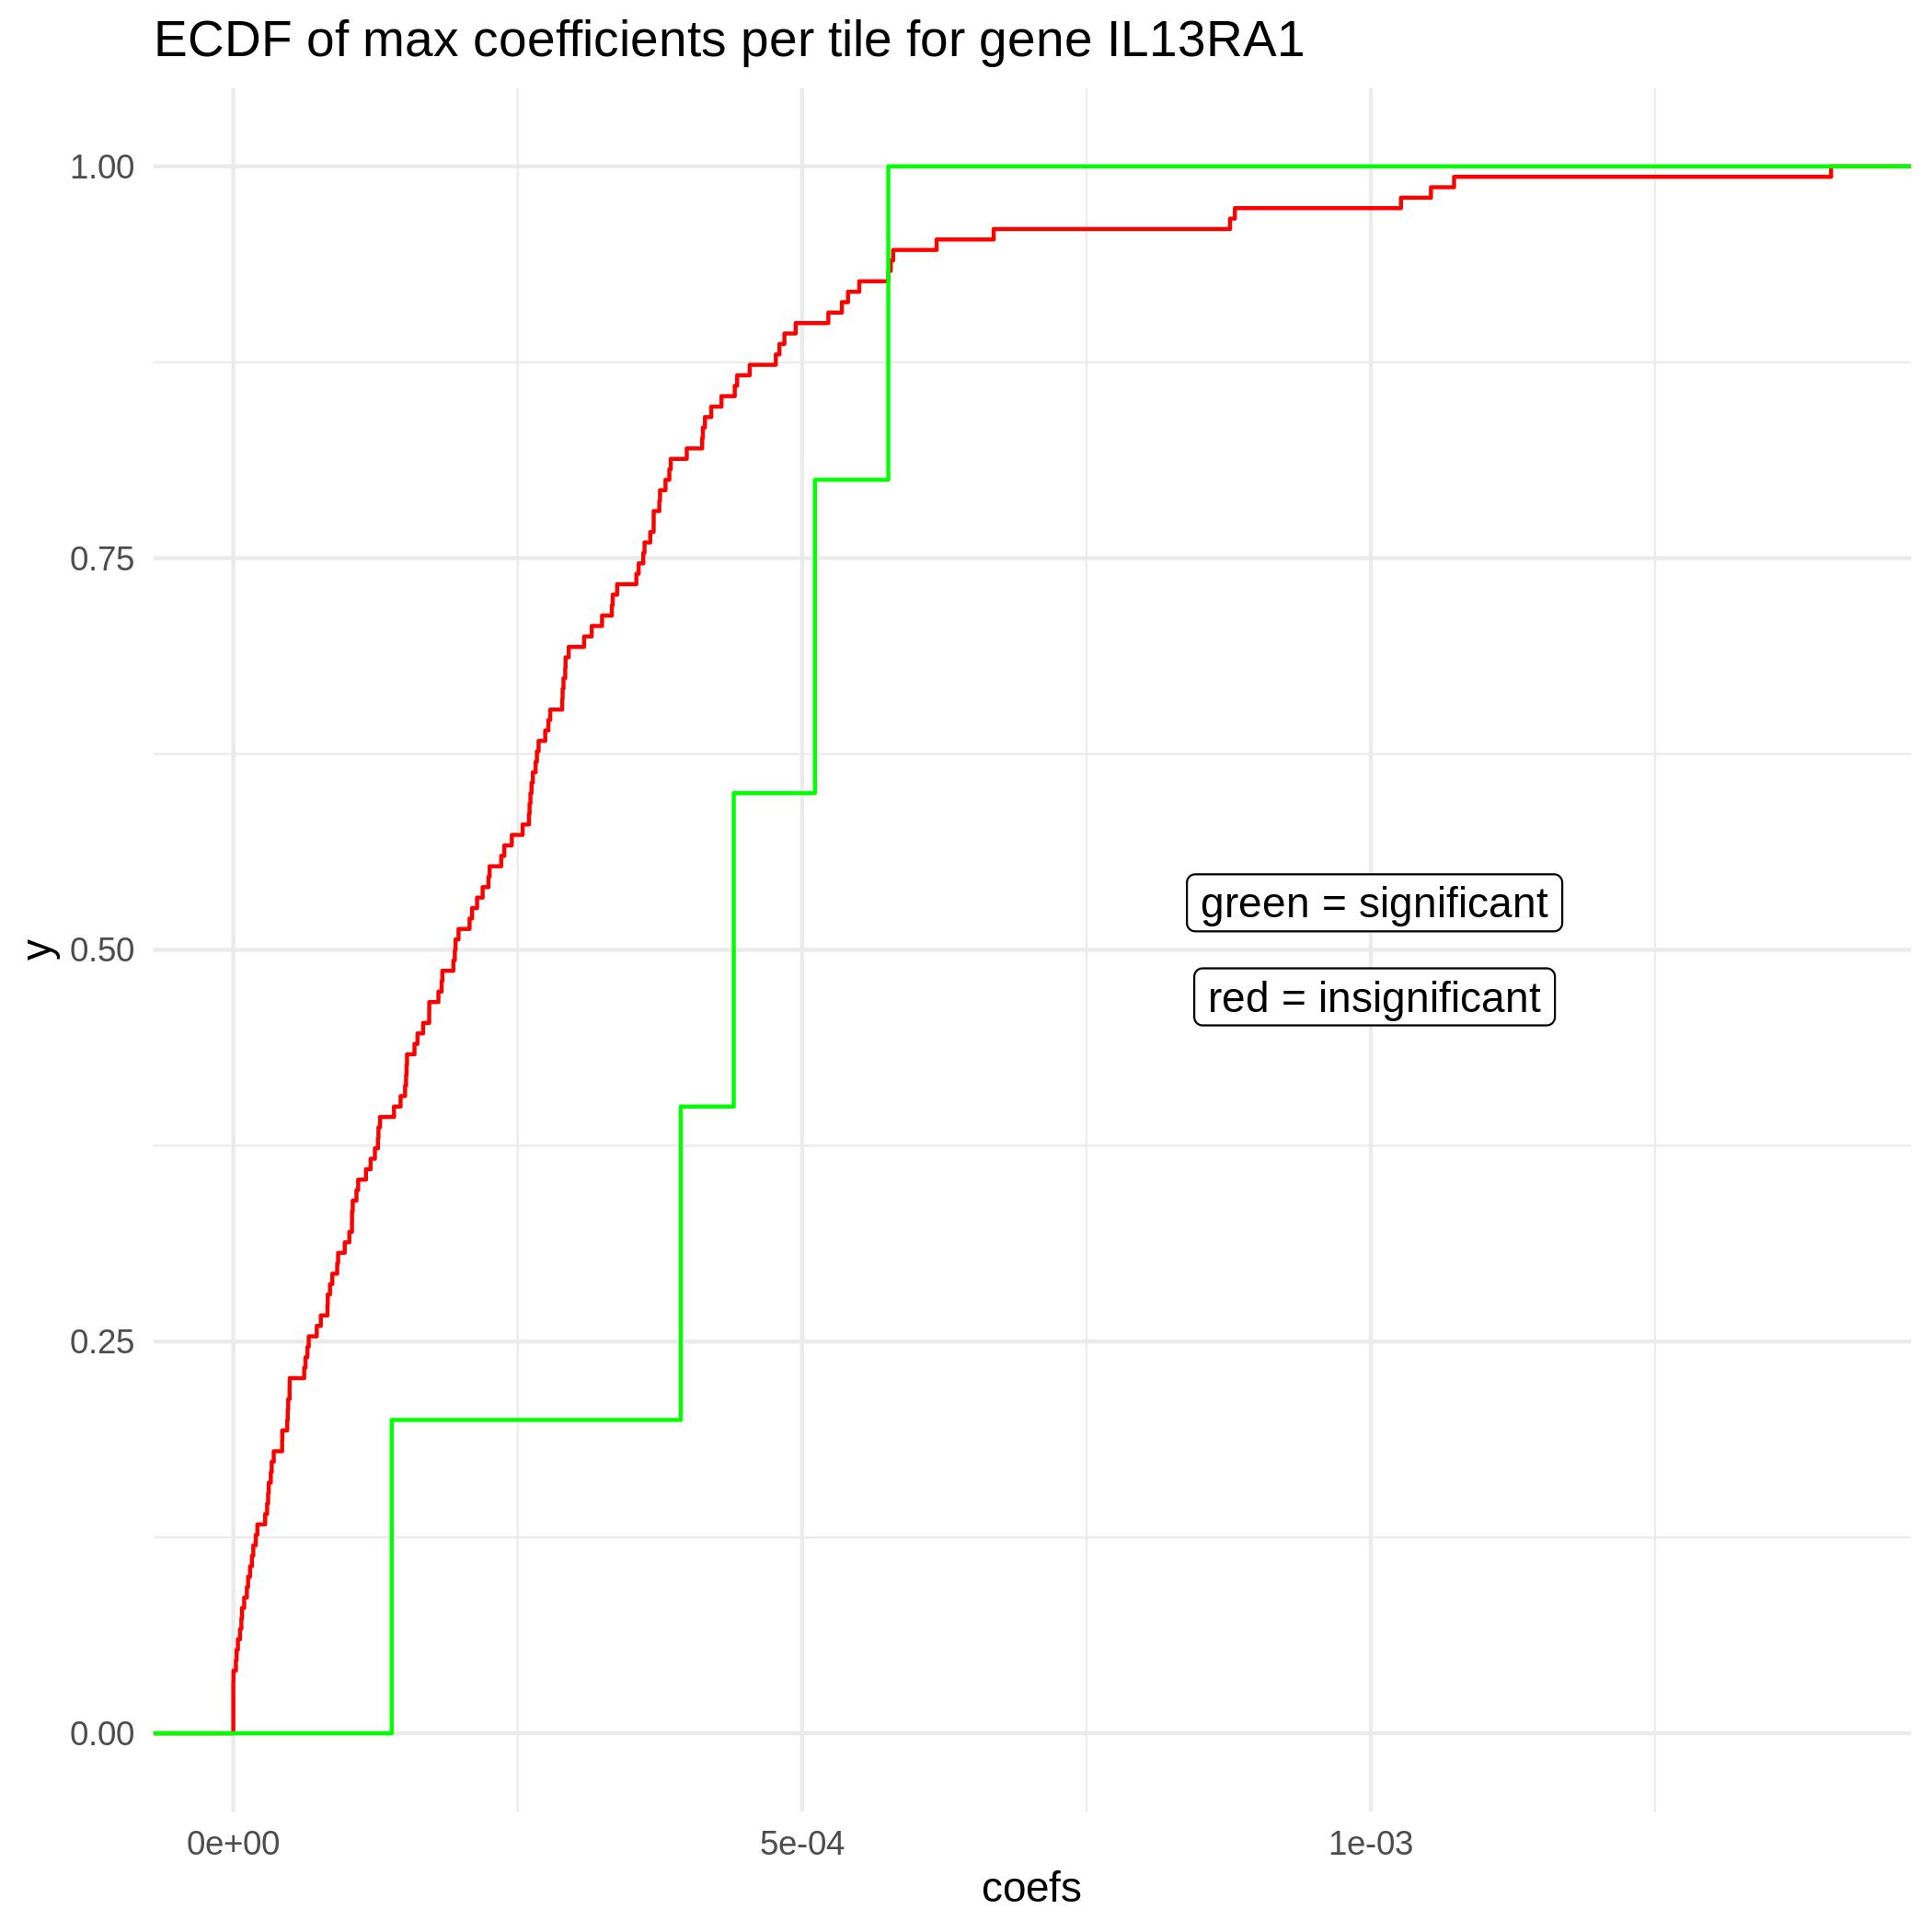 ECDF of max coefficients per tile for gene IL13RA1
1.00
0.75
0.50
0.25
0.00
y
green = significant
red = insignificant
0e+00
5e-04
1e-03
coefs